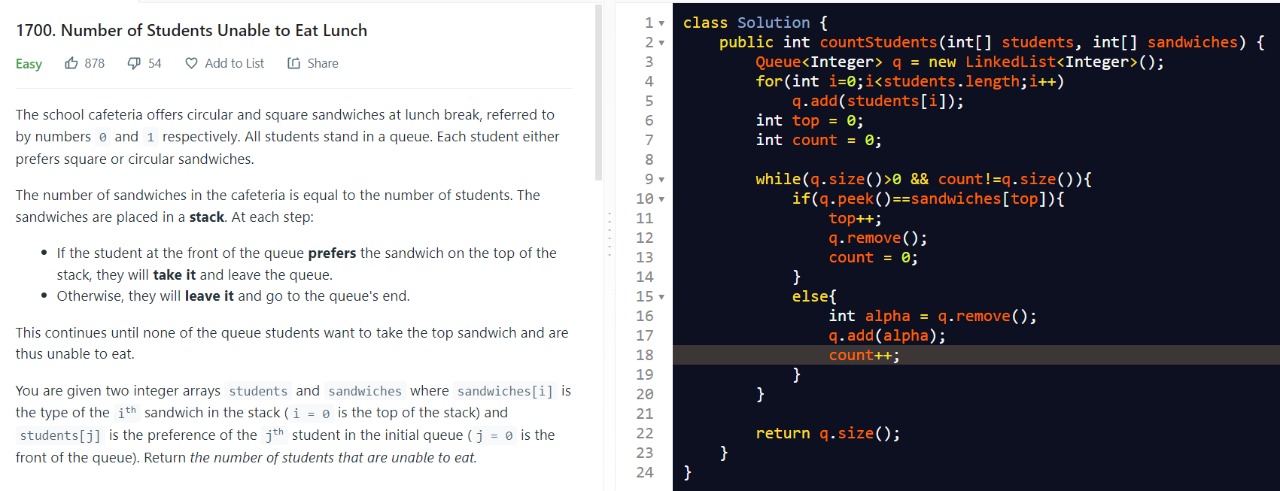 1700. Number of Students Unable to Eat Lunch
Easy 878 54 Add to List Share
The school cafeteria offers circular and square sandwiches at lunch break, referred to
by numbers 0 and 1 respectively. All students stand in a queue. Each student either
prefers square or circular sandwiches.
The number of sandwiches in the cafeteria is equal to the number of students. The
sandwiches are placed in a stack. At each step:
• If the student at the front of the queue prefers the sandwich on the top of the
stack, they will take it and leave the queue.
• Otherwise, they will leave it and go to the queue's end.
This continues until none of the queue students want to take the top sandwich and are
thus unable to eat.
You are given two integer arrays students and sandwiches where sandwiches[i] is
the type of the ith sandwich in the stack ( i = 0 is the top of the stack) and
students[j] is the preference of the jth student in the initial queue ( j = 0 is the
front of the queue). Return the number of students that are unable to eat.
1 class Solution {
2 public int countStudents(int[] students, int[] sandwiches) {
3 Queue<Integer> q = new LinkedList<Integer>();
4 for(int i=0;i<students.length;i++)
5 q.add(students[i]);
6 int top = 0;
7 int count = 0;
8
9 while(q.size()>0 && count!=q.size()){
10 if(q.peek()==sandwiches[top]){
11 top++;
12 q.remove();
13 count = 0;
14 }
15 else{
16 int alpha = q.remove();
17 q.add(alpha);
18 count++;
19 }
20 }
21
22 return q.size();
23 }
24 }